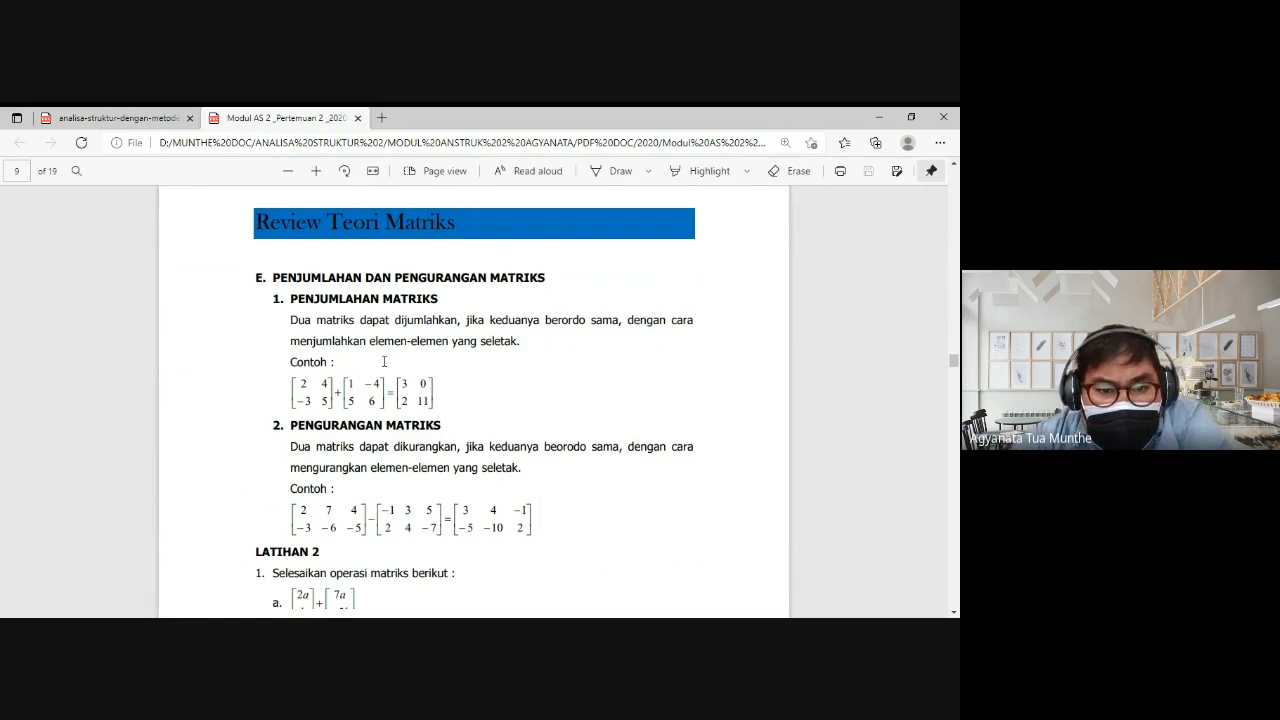 analisa-struktur-dengan-metode
Modul AS 2 _Pertemuan 2 _2020
File D:/MUNTHE%20DOC/ANALISA%20STRUKTUR%202/MODUL%20ANSTRUK%202%20AGYANATA/PDF%20DOC/2020/Modul%20AS%202%...
9 of 19 Page view Read aloud Draw Highlight Erase
Review Teori Matriks
E. PENJUMLAHAN DAN PENGURANGAN MATRIKS
1. PENJUMLAHAN MATRIKS
Dua matriks dapat dijumlahkan, jika keduanya berordo sama, dengan cara
menjumlahkan elemen-elemen yang seletak.
Contoh :
[2 4] + [1 −4] = [3 0]
[−3 5] [5 6] [2 11]
2. PENGURANGAN MATRIKS
Dua matriks dapat dikurangkan, jika keduanya beorodo sama, dengan cara
mengurangkan elemen-elemen yang seletak.
Contoh :
[2 7 4] − [−1 3 5] = [3 4 −1]
[−3 −6 −5] [2 4 −7] [−5 −10 2]
LATIHAN 2
1. Selesaikan operasi matriks berikut :
a. [2a] + [7a]
Agyanata Tua Munthe